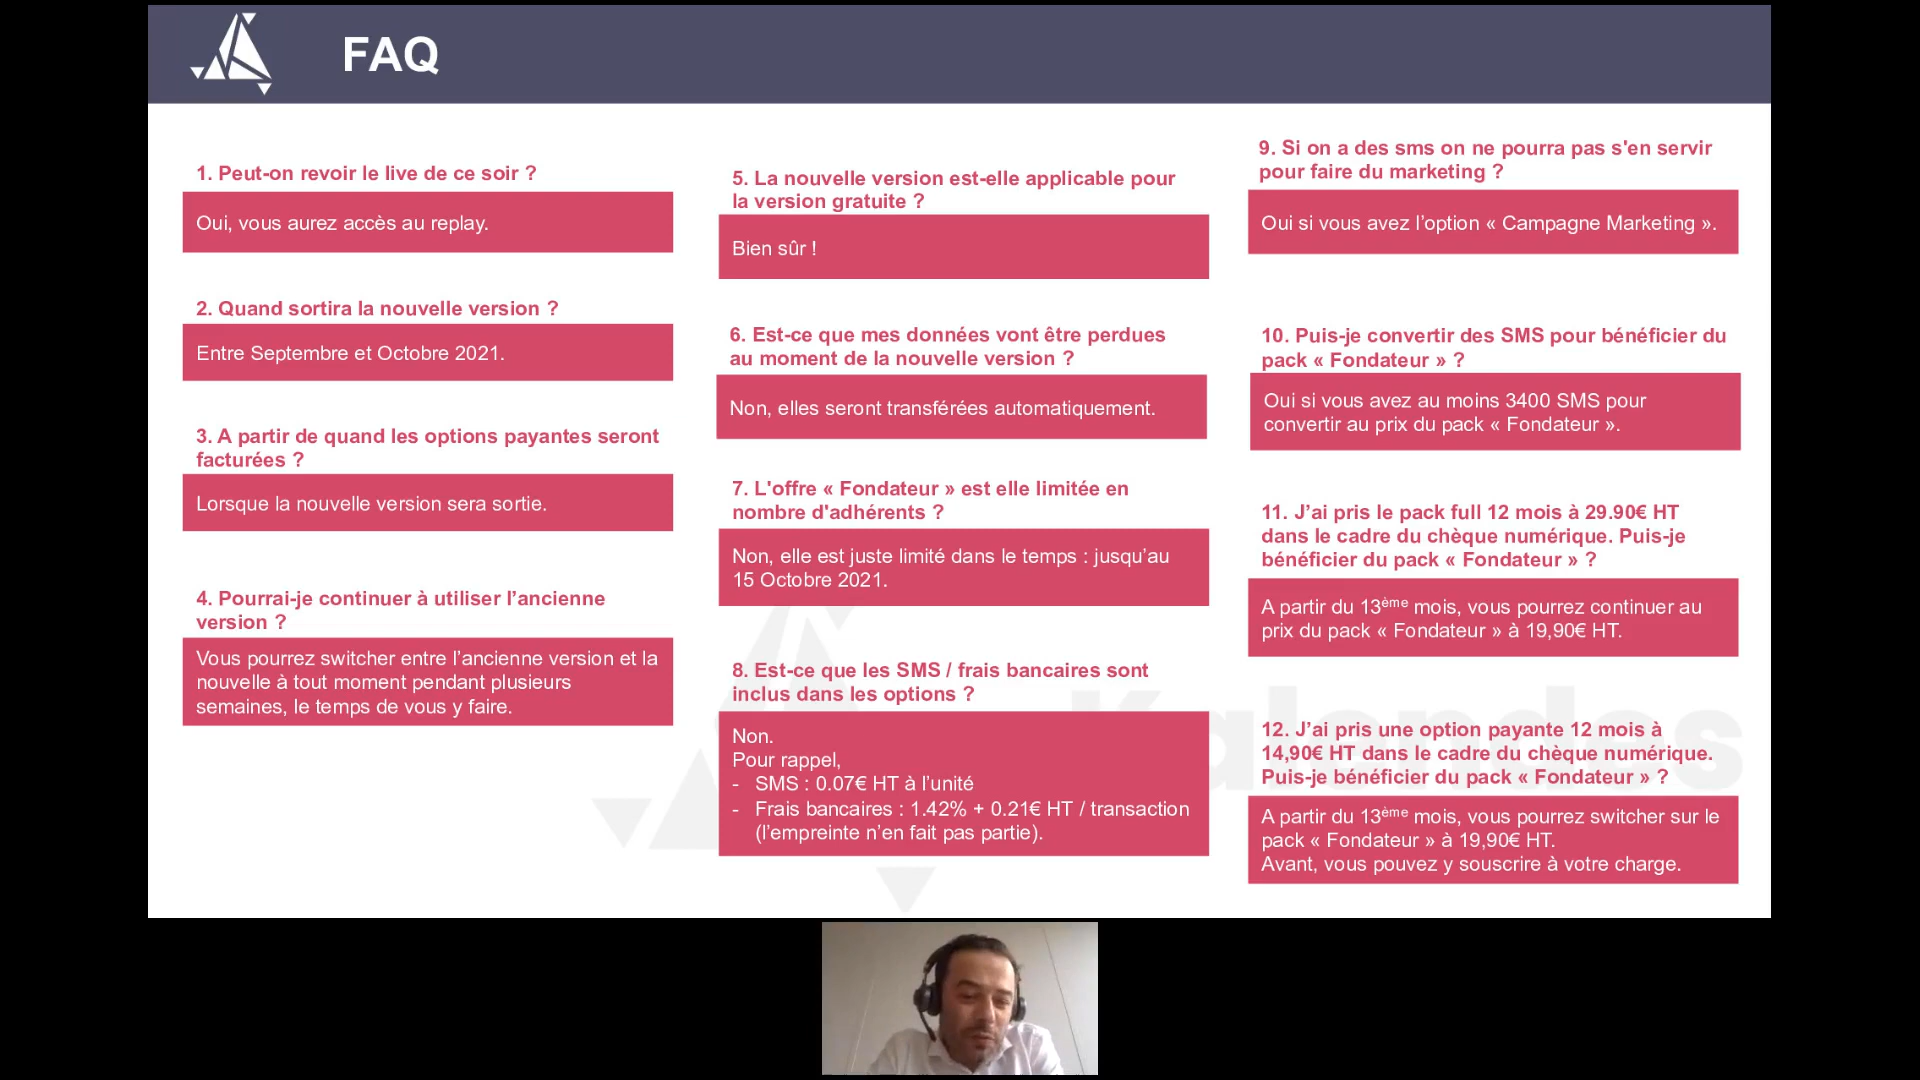 FAQ
1. Peut-on revoir le live de ce soir ?
Oui, vous aurez accès au replay.
2. Quand sortira la nouvelle version ?
Entre Septembre et Octobre 2021.
3. A partir de quand les options payantes seront
facturées ?
Lorsque la nouvelle version sera sortie.
4. Pourrai-je continuer à utiliser l’ancienne
version ?
Vous pourrez switcher entre l’ancienne version et la
nouvelle à tout moment pendant plusieurs
semaines, le temps de vous y faire.
5. La nouvelle version est-elle applicable pour
la version gratuite ?
Bien sûr !
6. Est-ce que mes données vont être perdues
au moment de la nouvelle version ?
Non, elles seront transférées automatiquement.
7. L'offre « Fondateur » est elle limitée en
nombre d'adhérents ?
Non, elle est juste limité dans le temps : jusqu’au
15 Octobre 2021.
8. Est-ce que les SMS / frais bancaires sont
inclus dans les options ?
Non.
Pour rappel,
- SMS : 0.07€ HT à l’unité
- Frais bancaires : 1.42% + 0.21€ HT / transaction
(l’empreinte n’en fait pas partie).
9. Si on a des sms on ne pourra pas s'en servir
pour faire du marketing ?
Oui si vous avez l’option « Campagne Marketing ».
10. Puis-je convertir des SMS pour bénéficier du
pack « Fondateur » ?
Oui si vous avez au moins 3400 SMS pour
convertir au prix du pack « Fondateur ».
11. J’ai pris le pack full 12 mois à 29.90€ HT
dans le cadre du chèque numérique. Puis-je
bénéficier du pack « Fondateur » ?
A partir du 13ème mois, vous pourrez continuer au
prix du pack « Fondateur » à 19,90€ HT.
12. J’ai pris une option payante 12 mois à
14,90€ HT dans le cadre du chèque numérique.
Puis-je bénéficier du pack « Fondateur » ?
A partir du 13ème mois, vous pourrez switcher sur le
pack « Fondateur » à 19,90€ HT.
Avant, vous pouvez y souscrire à votre charge.